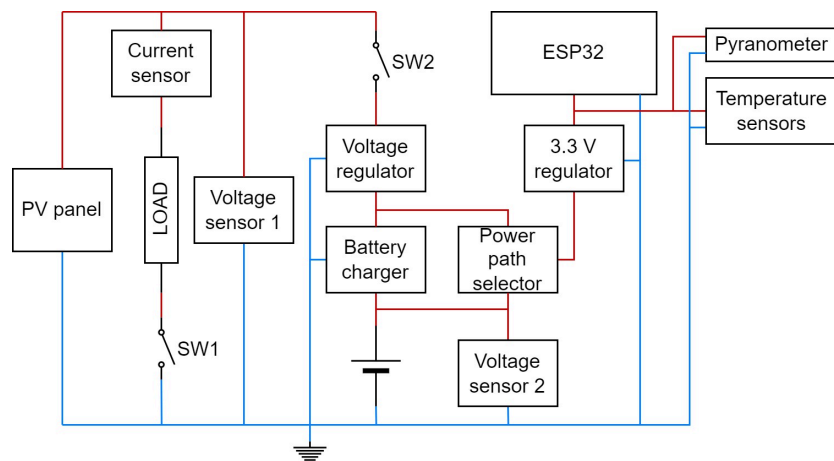 Current
sensor
SW2
ESP32
Pyranometer
Temperature
sensors
PV panel
LOAD
Voltage
sensor 1
Voltage
regulator
3.3 V
regulator
Battery
charger
Power
path
selector
SW1
Voltage
sensor 2